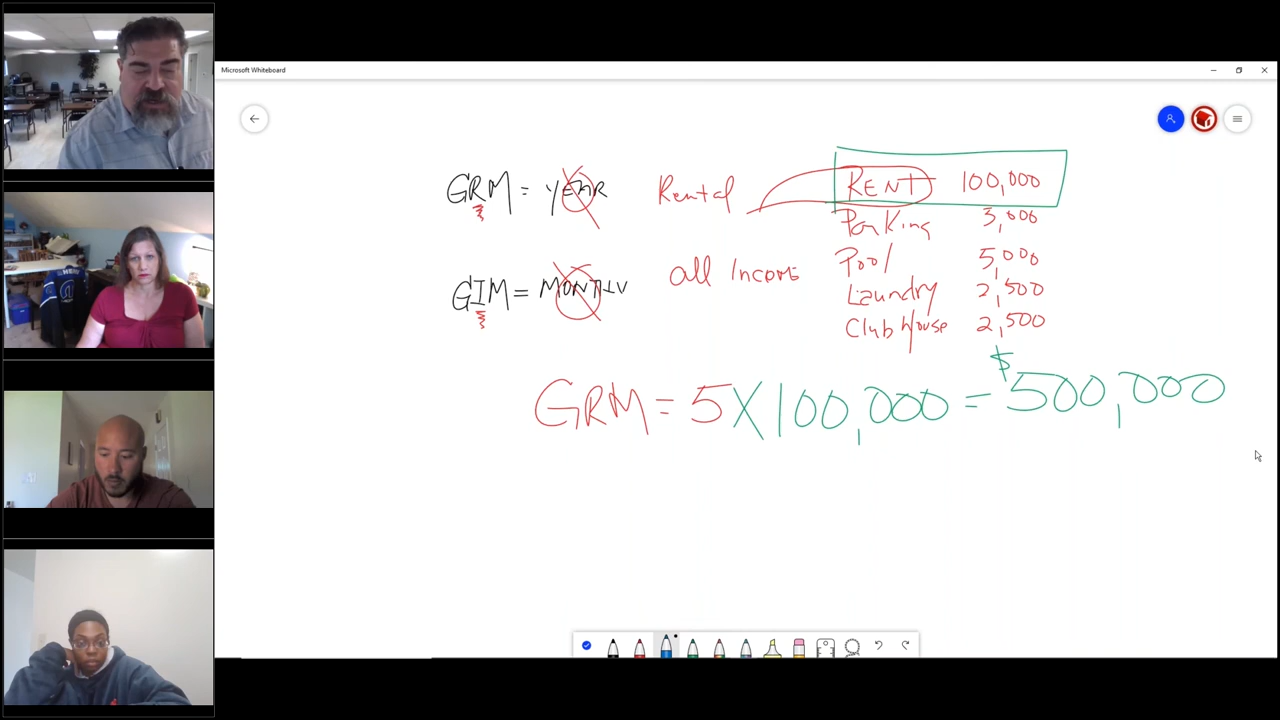 Microsoft Whiteboard
GRM = YEAR Rental
RENT 100,000
Parking 3,000
Pool 5,000
Laundry 2,500
Club House 2,500
GIM = MONTHLY all Income
GRM = 5 X 100,000 = $500,000